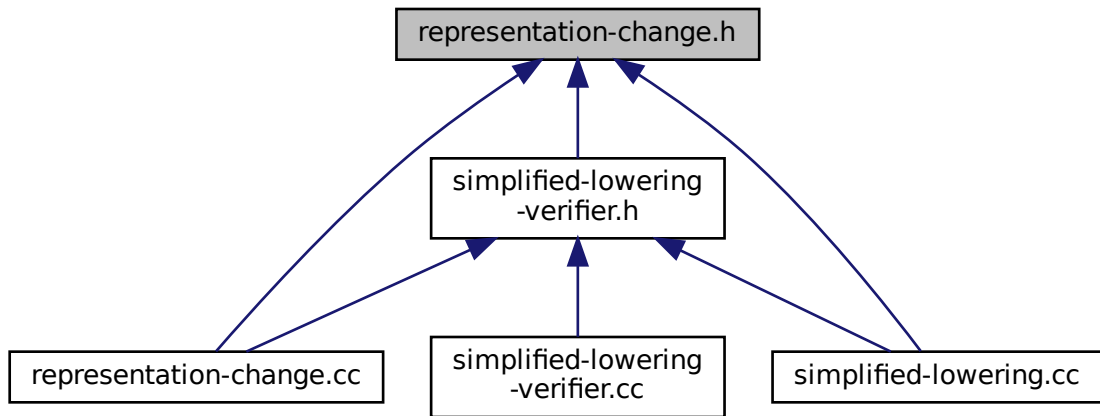 representation-change.h
simplified-lowering
-verifier.h
representation-change.cc
simplified-lowering
-verifier.cc
simplified-lowering.cc